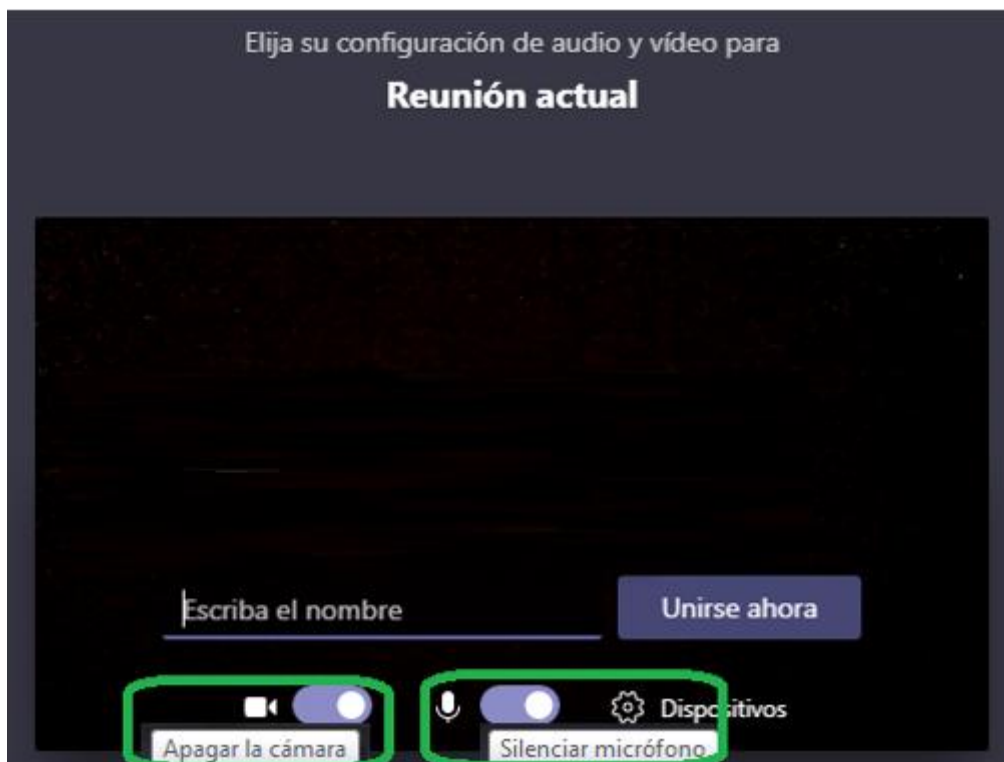 Elija su configuración de audio y vídeo para
Reunión actual
Escriba el nombre
Unirse ahora
Dispositivos
Apagar la cámara
Silenciar micrófono